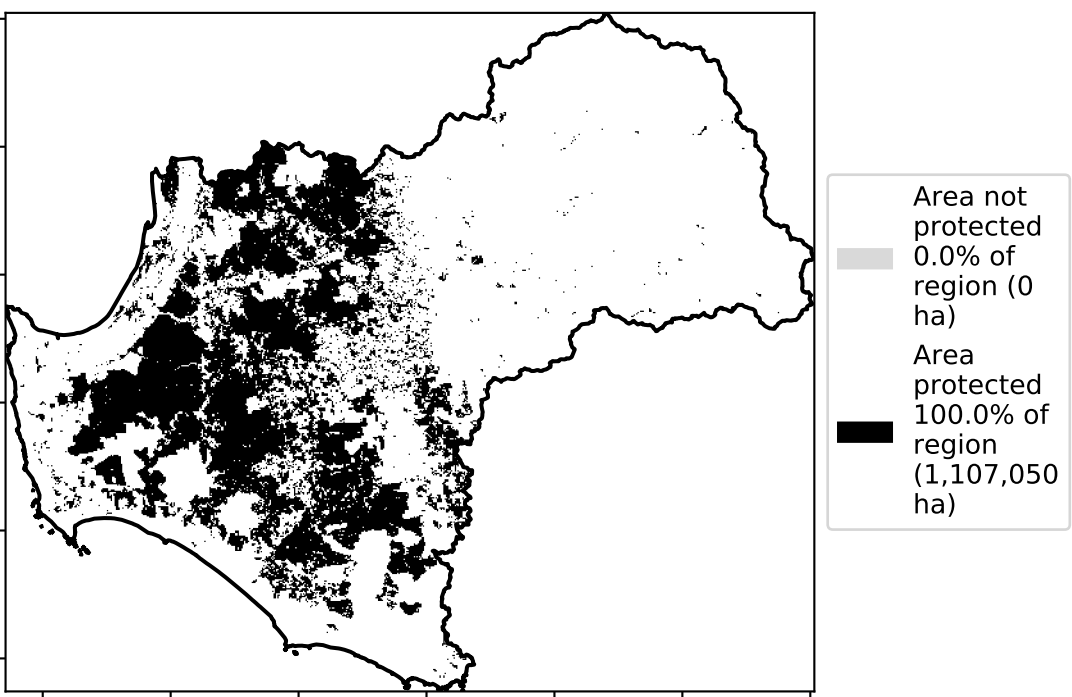 Area not
protected
0.0% of
region (0
ha)
Area
protected
100.0% of
region
(1,107,050
ha)